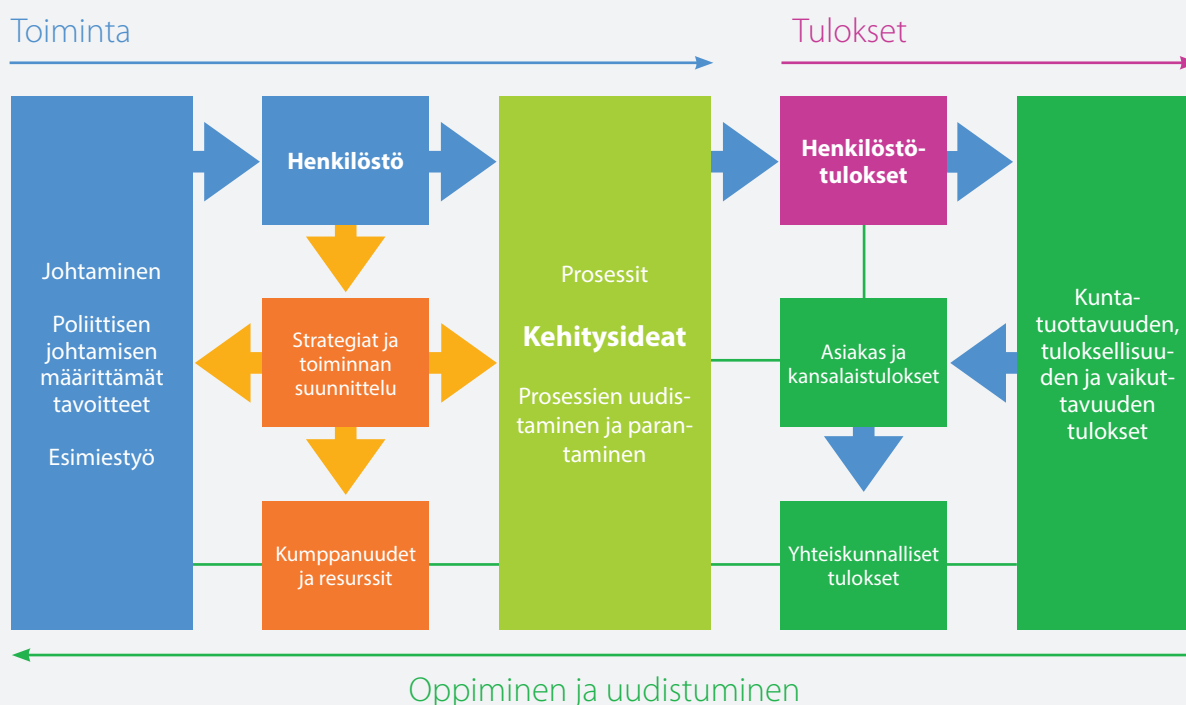 Toiminta
Tulokset
Johtaminen
Poliittisen
johtamisen
määrittämät
tavoitteet
Esimiestyö
Henkilöstö
Strategiat ja
toiminnan
suunnittelu
Kumppanuudet
ja resurssit
Prosessit
Kehitysideat
Prosessien uudis-
taminen ja paran-
taminen
Henkilöstö-
tulokset
Asiakas ja
kansalaistulokset
Yhteiskunnalliset
tulokset
Kunta-
tuottavuuden,
tuloksellisuu-
den ja vaikut-
tavuuden
tulokset
Oppiminen ja uudistuminen